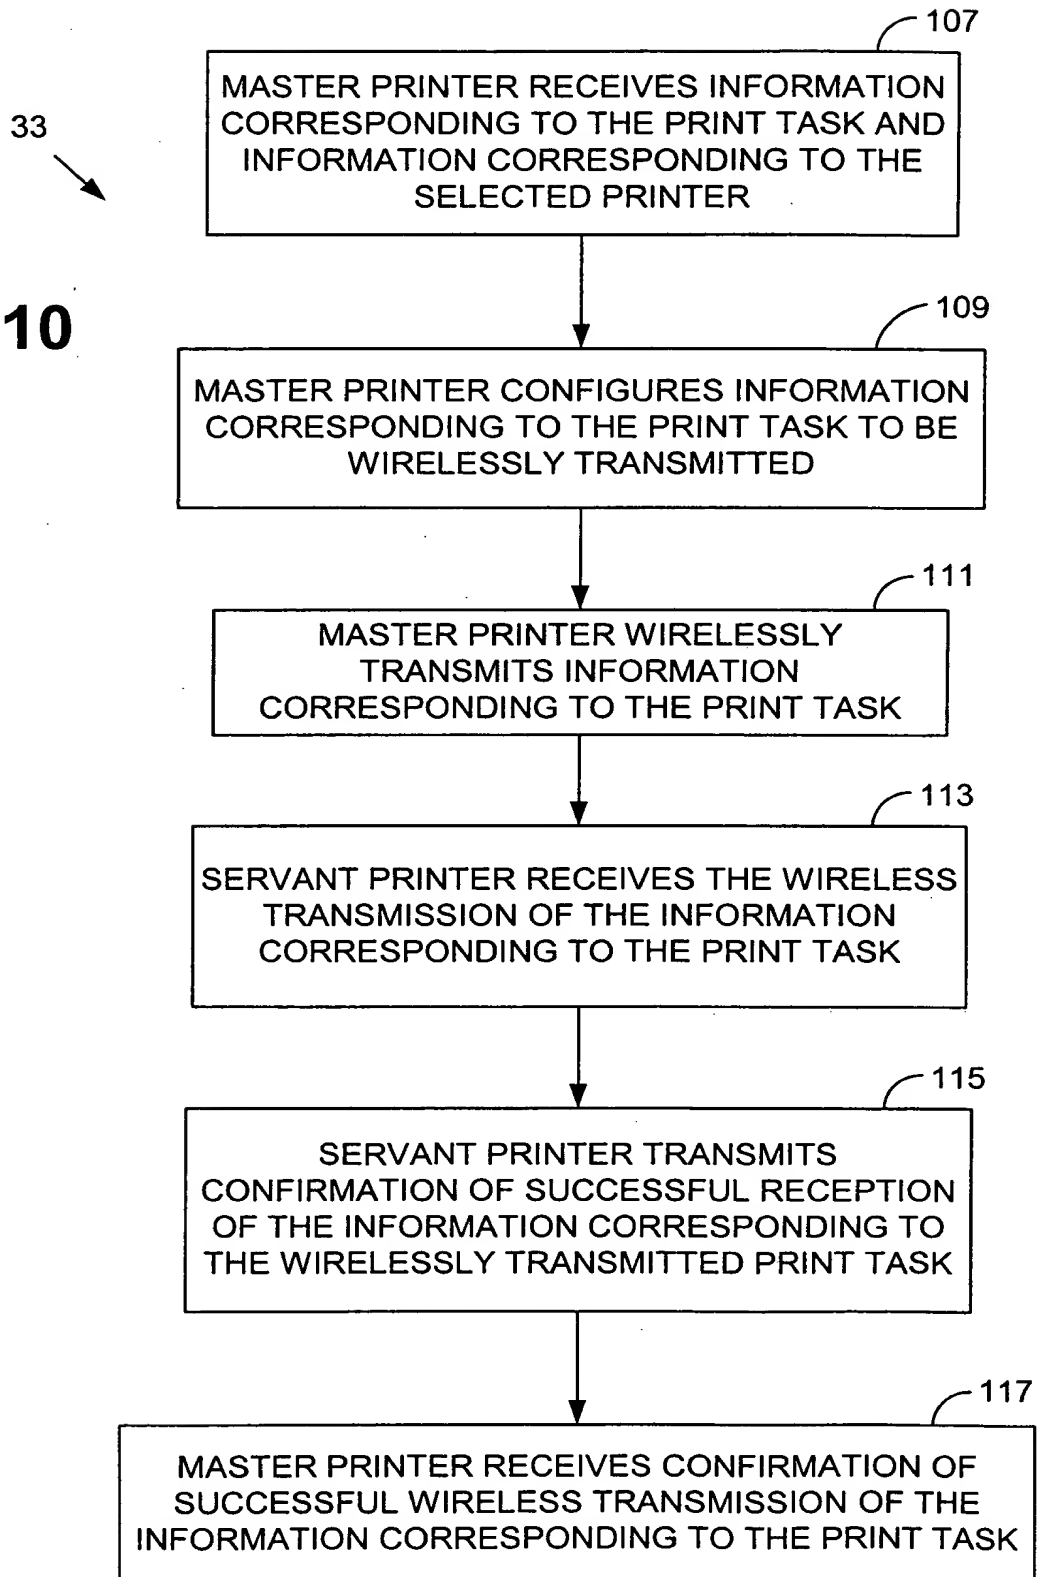 107
MASTER PRINTER RECEIVES INFORMATION
CORRESPONDING TO THE PRINT TASK AND
INFORMATION CORRESPONDING TO THE
SELECTED PRINTER
33
10
109
MASTER PRINTER CONFIGURES INFORMATION
CORRESPONDING TO THE PRINT TASK TO BE
WIRELESSLY TRANSMITTED
111
MASTER PRINTER WIRELESSLY
TRANSMITS INFORMATION
CORRESPONDING TO THE PRINT TASK
113
SERVANT PRINTER RECEIVES THE WIRELESS
TRANSMISSION OF THE INFORMATION
CORRESPONDING TO THE PRINT TASK
115
SERVANT PRINTER TRANSMITS
CONFIRMATION OF SUCCESSFUL RECEPTION
OF THE INFORMATION CORRESPONDING TO
THE WIRELESSLY TRANSMITTED PRINT TASK
117
MASTER PRINTER RECEIVES CONFIRMATION OF
SUCCESSFUL WIRELESS TRANSMISSION OF THE
INFORMATION CORRESPONDING TO THE PRINT TASK